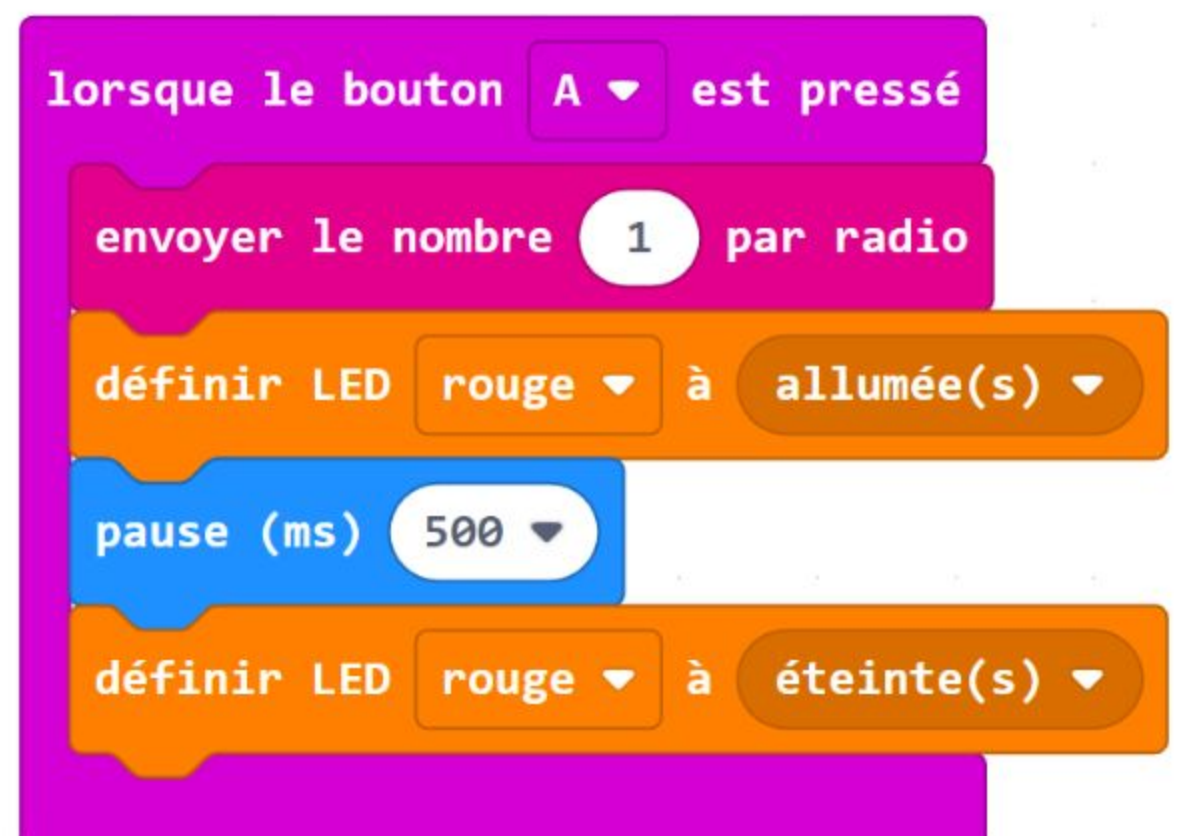 lorsque le bouton A est pressé
envoyer le nombre 1 par radio
définir LED rouge à allumée(s)
pause (ms) 500
définir LED rouge à éteinte(s)